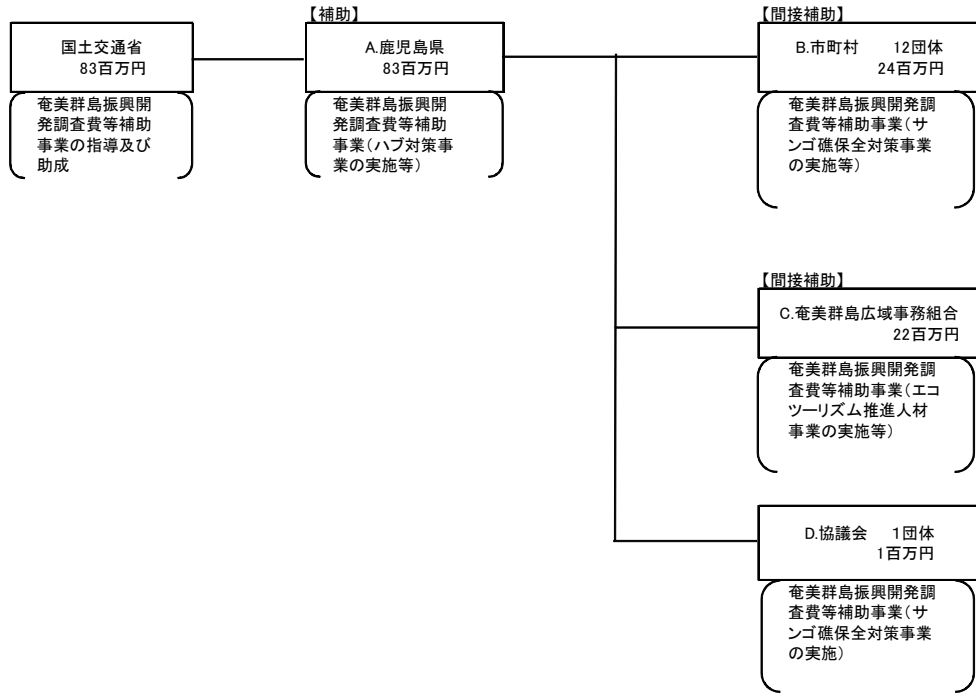 国土交通省
83百万円
奄美群島振興開
発調査費等補助
事業の指導及び
助成
【補助】
A.鹿児島県
83百万円
奄美群島振興開
発調査費等補助
事業(ハブ対策事
業の実施等)
【間接補助】
B.市町村 12団体
24百万円
奄美群島振興開発調
査費等補助事業(サ
ンゴ礁保全対策事業
の実施等)
【間接補助】
C.奄美群島広域事務組合
22百万円
奄美群島振興開発調
査費等補助事業(エコ
ツーリズム推進人材
事業の実施等)
D.協議会 1団体
1百万円
奄美群島振興開発調
査費等補助事業(サ
ンゴ礁保全対策事業
の実施)